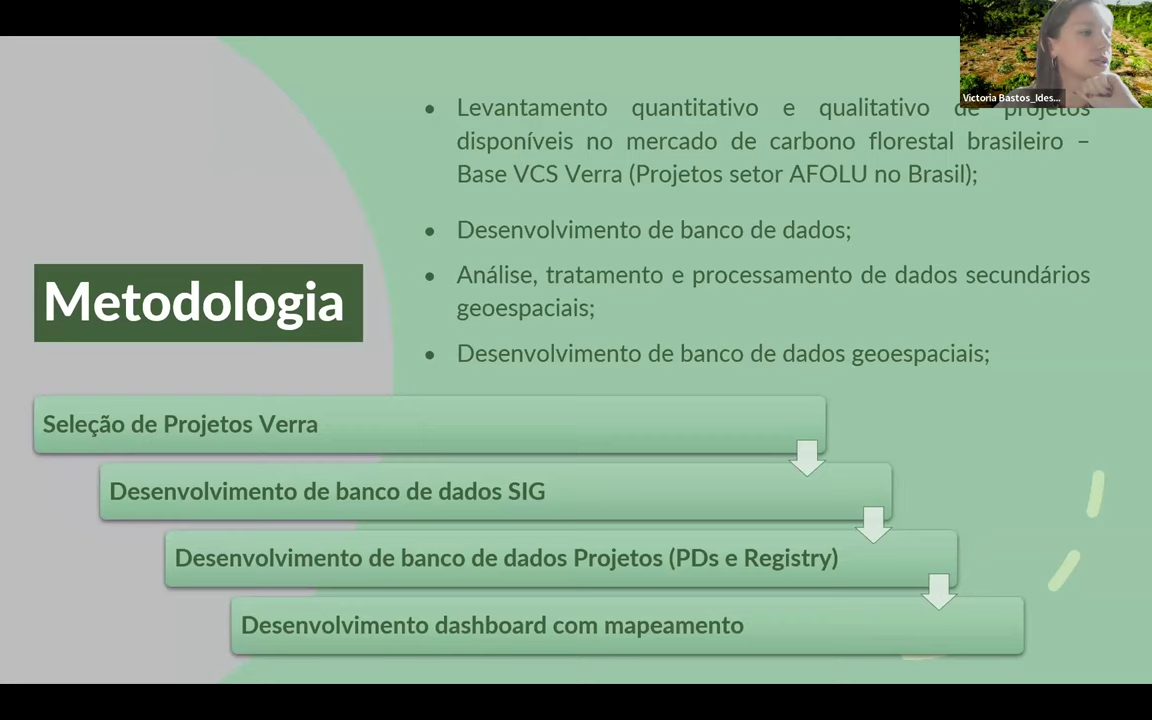 Victoria Bastos_Ides...
• Levantamento quantitativo e qualitativo de projetos
disponíveis no mercado de carbono florestal brasileiro –
Base VCS Verra (Projetos setor AFOLU no Brasil);
• Desenvolvimento de banco de dados;
• Análise, tratamento e processamento de dados secundários
geoespaciais;
• Desenvolvimento de banco de dados geoespaciais;
Metodologia
Seleção de Projetos Verra
Desenvolvimento de banco de dados SIG
Desenvolvimento de banco de dados Projetos (PDs e Registry)
Desenvolvimento dashboard com mapeamento